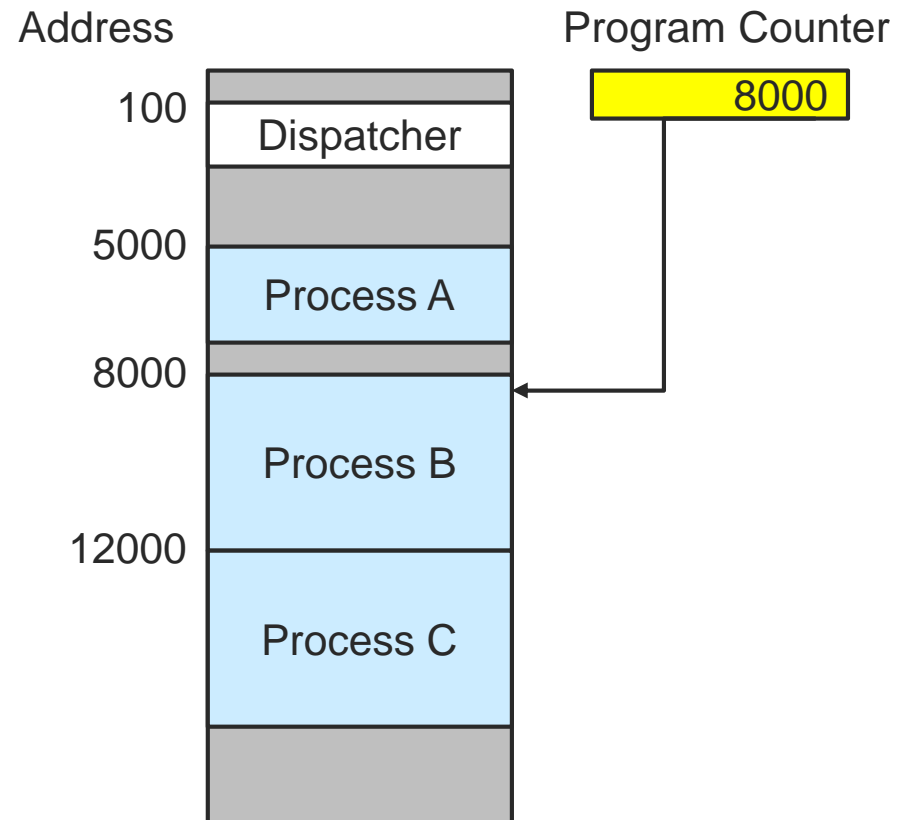 Address
Program Counter
100
8000
Dispatcher
5000
Process A
8000
Process B
12000
Process C